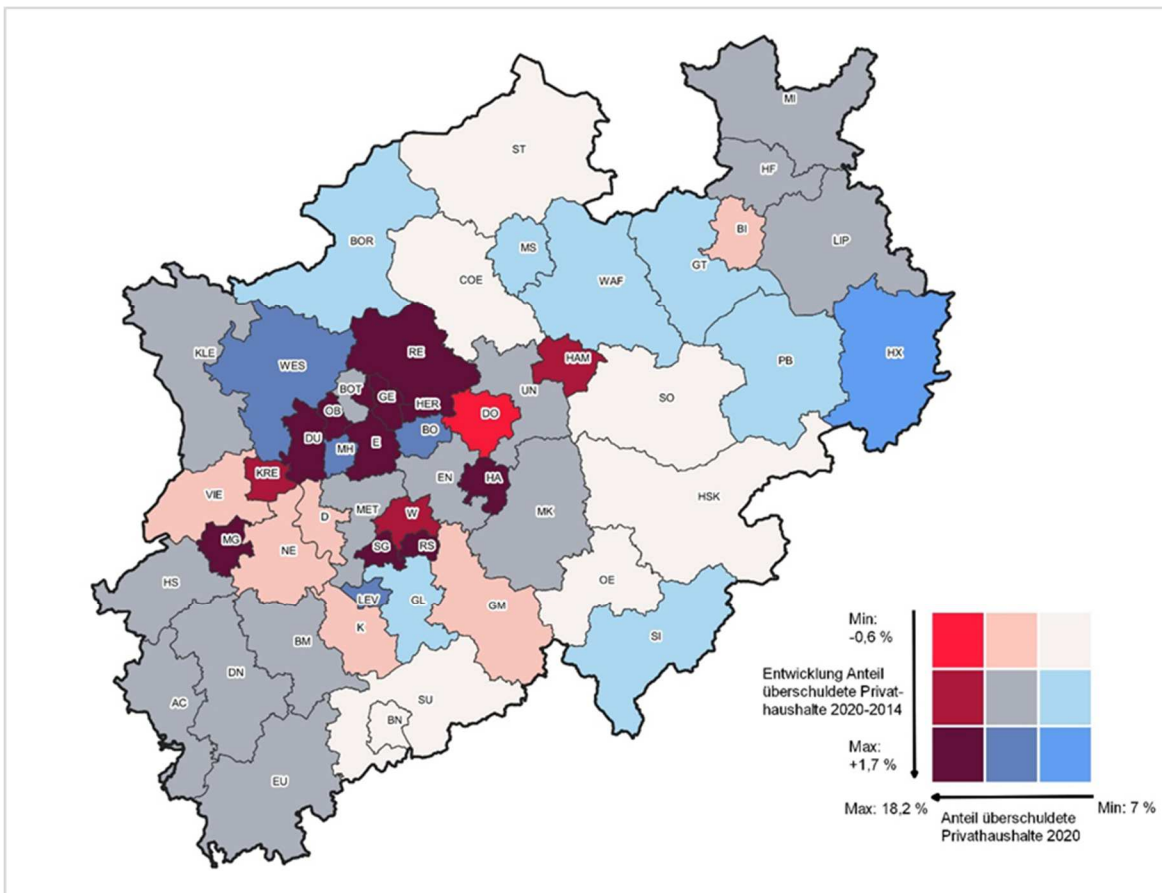 MI
ST
HF
BI
BOR
MS
LIP
WAF
GT
COE
KLE
WES
RE
HAM
PB
HX
UN
BOT
GE
SO
OB
HER
DO
DU
E
BO
MH
KRE
EN
HA
VIE
HSK
D
MET
W
MK
MG
NE
SG
RS
HS
OE
LEV
GL
GM
K
BM
SI
DN
AC
SU
BN
EU
Min:
-0,6 %
Entwicklung Anteil
überschuldete Privat-
haushalte 2020-2014
Max:
+1,7 %
Max: 18,2 %
Min: 7 %
Anteil überschuldete
Privathaushalte 2020